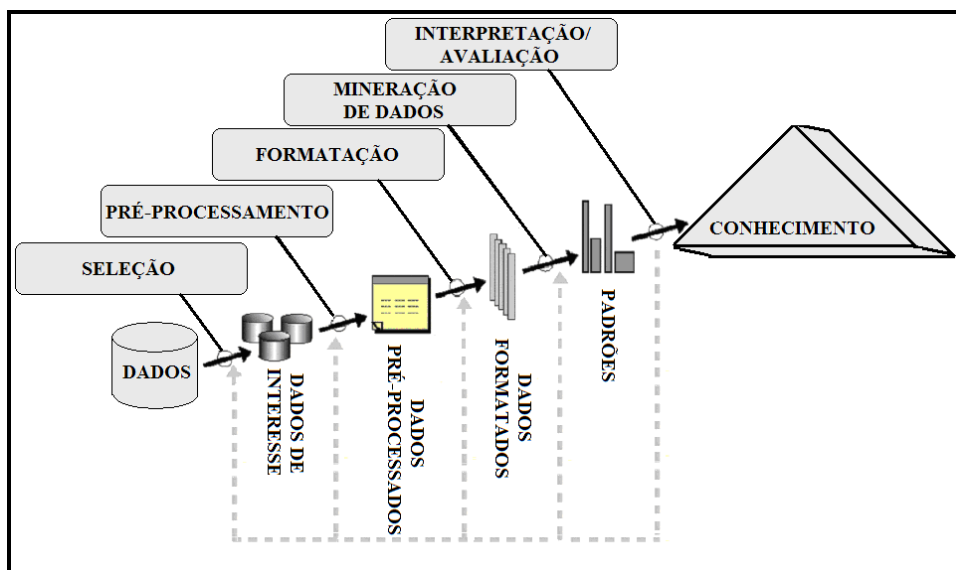 INTERPRETAÇÃO/
AVALIAÇÃO
MINERAÇÃO
DE DADOS
FORMATAÇÃO
PRÉ-PROCESSAMENTO
SELEÇÃO
DADOS
DADOS DE
INTERESSE
DADOS
PRÉ-PROCESSADOS
DADOS
FORMATADOS
PADRÕES
CONHECIMENTO